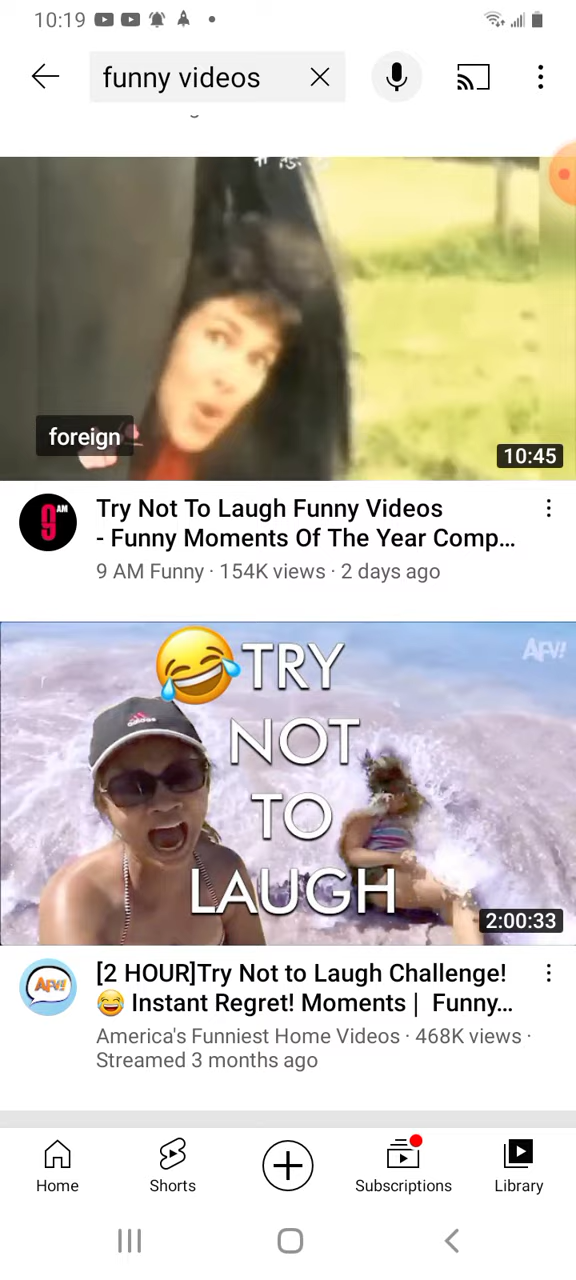 10:19
funny videos
foreign
10:45
9 AM
Try Not To Laugh Funny Videos
- Funny Moments Of The Year Comp...
9 AM Funny · 154K views · 2 days ago
AFV!
😂TRY
NOT
TO
LAUGH
2:00:33
AFV!
[2 HOUR]Try Not to Laugh Challenge!
😂 Instant Regret! Moments | Funny...
America's Funniest Home Videos · 468K views ·
Streamed 3 months ago
Home
Shorts
Subscriptions
Library